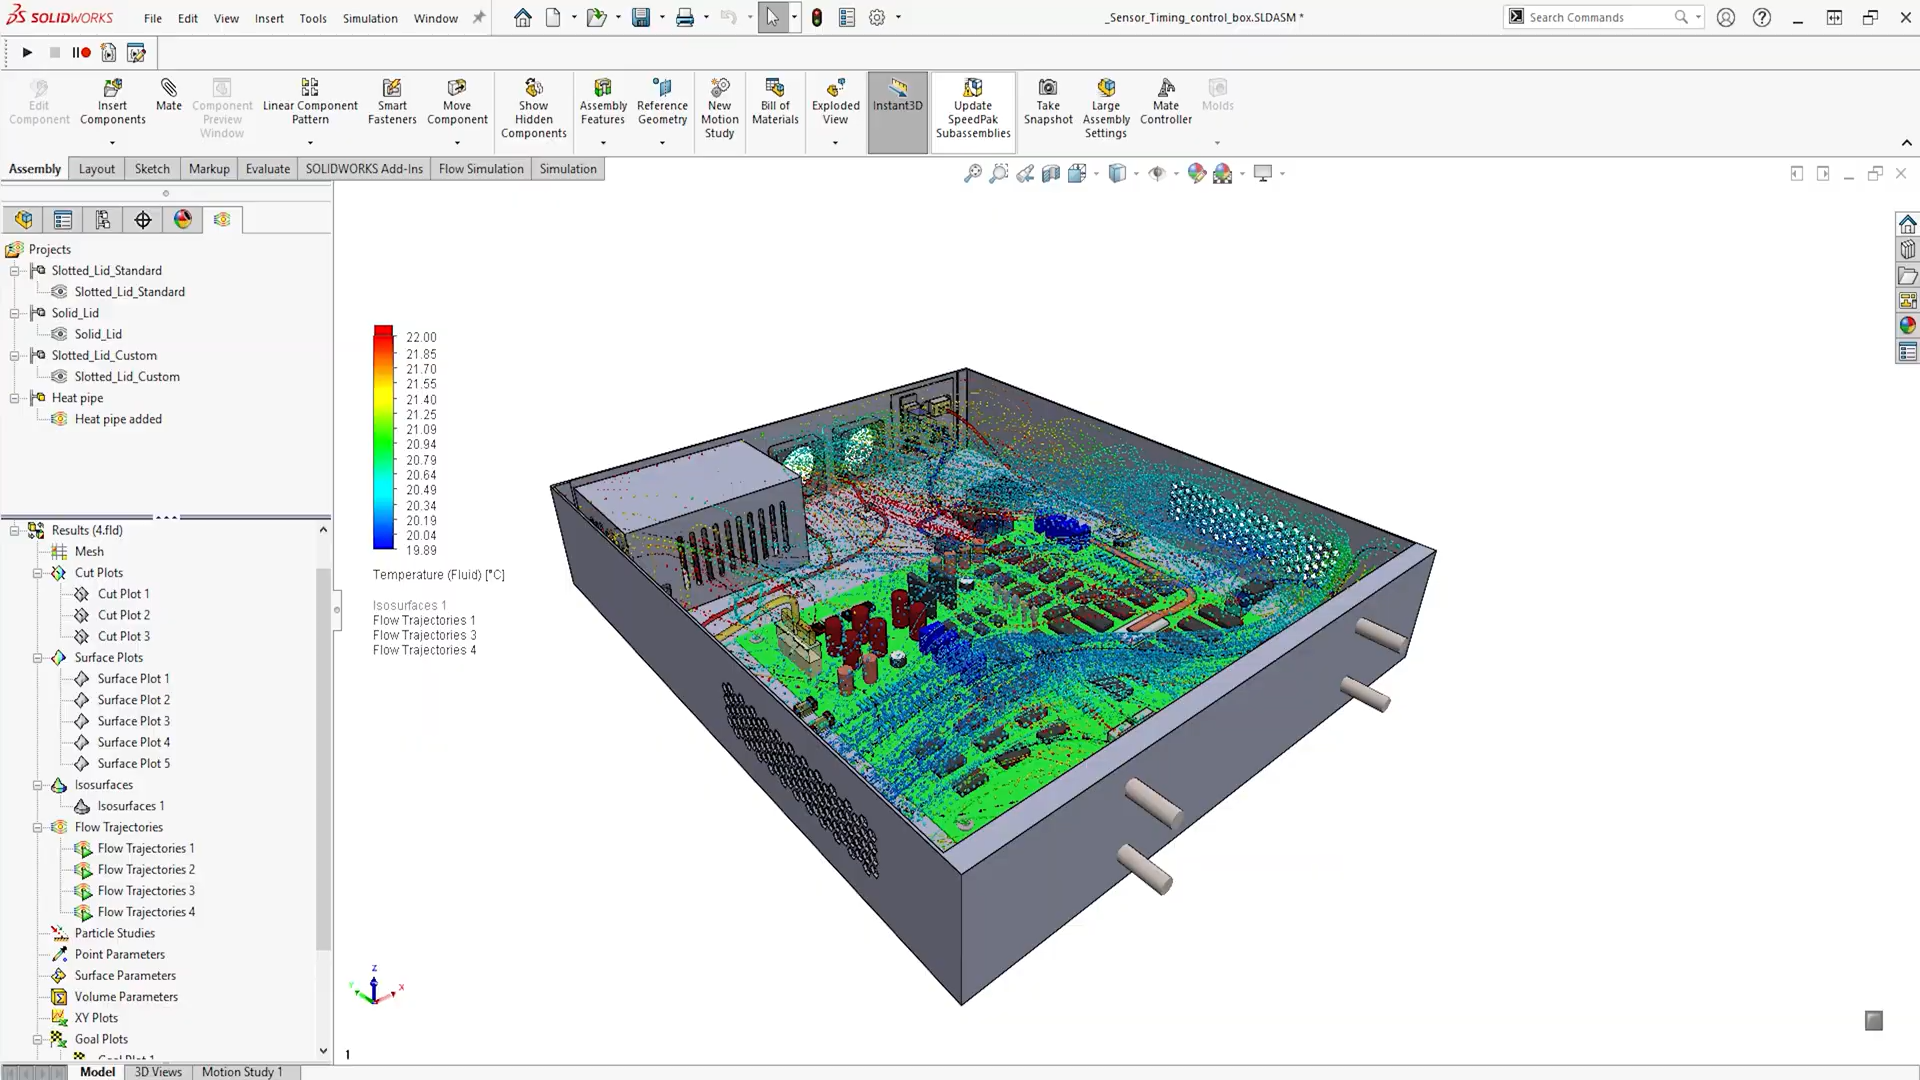 SOLIDWORKS
File Edit View Insert Tools Simulation Window
_Sensor_Timing_control_box.SLDASM *
Search Commands
Edit Component
Insert Components
Mate
Component Preview Window
Linear Component Pattern
Smart Fasteners
Move Component
Show Hidden Components
Assembly Features
Reference Geometry
New Motion Study
Bill of Materials
Exploded View
Instant3D
Update SpeedPak Subassemblies
Take Snapshot
Large Assembly Settings
Mate Controller
Molds
Assembly Layout Sketch Markup Evaluate SOLIDWORKS Add-Ins Flow Simulation Simulation
Projects
Slotted_Lid_Standard
Slotted_Lid_Standard
Solid_Lid
Solid_Lid
Slotted_Lid_Custom
Slotted_Lid_Custom
Heat pipe
Heat pipe added
Results (4.fld)
Mesh
Cut Plots
Cut Plot 1
Cut Plot 2
Cut Plot 3
Surface Plots
Surface Plot 1
Surface Plot 2
Surface Plot 3
Surface Plot 4
Surface Plot 5
Isosurfaces
Isosurfaces 1
Flow Trajectories
Flow Trajectories 1
Flow Trajectories 2
Flow Trajectories 3
Flow Trajectories 4
Particle Studies
Point Parameters
Surface Parameters
Volume Parameters
XY Plots
Goal Plots
Goal Plot 1
22.00
21.85
21.70
21.55
21.40
21.25
21.09
20.94
20.79
20.64
20.49
20.34
20.19
20.04
19.89
Temperature (Fluid) [°C]
Isosurfaces 1
Flow Trajectories 1
Flow Trajectories 3
Flow Trajectories 4
z
x
1
Model 3D Views Motion Study 1